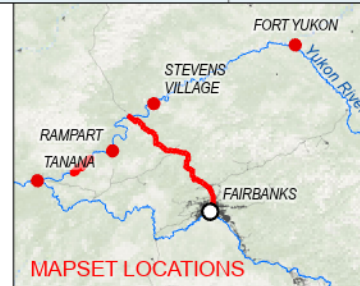 FORT YUKON
Yukon River
STEVENS
VILLAGE
RAMPART
TANANA
FAIRBANKS
MAPSET LOCATIONS